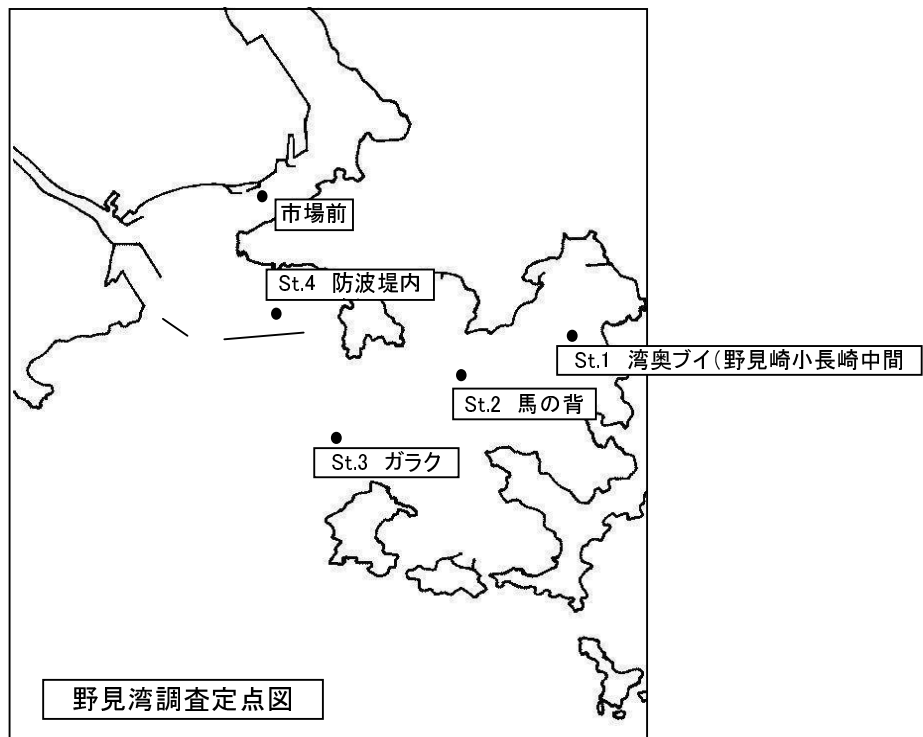 市場前
St.4 防波堤内
St.1 湾奥ブイ(野見崎小長崎中間
St.2 馬の背
St.3 ガラク
野見湾調査定点図